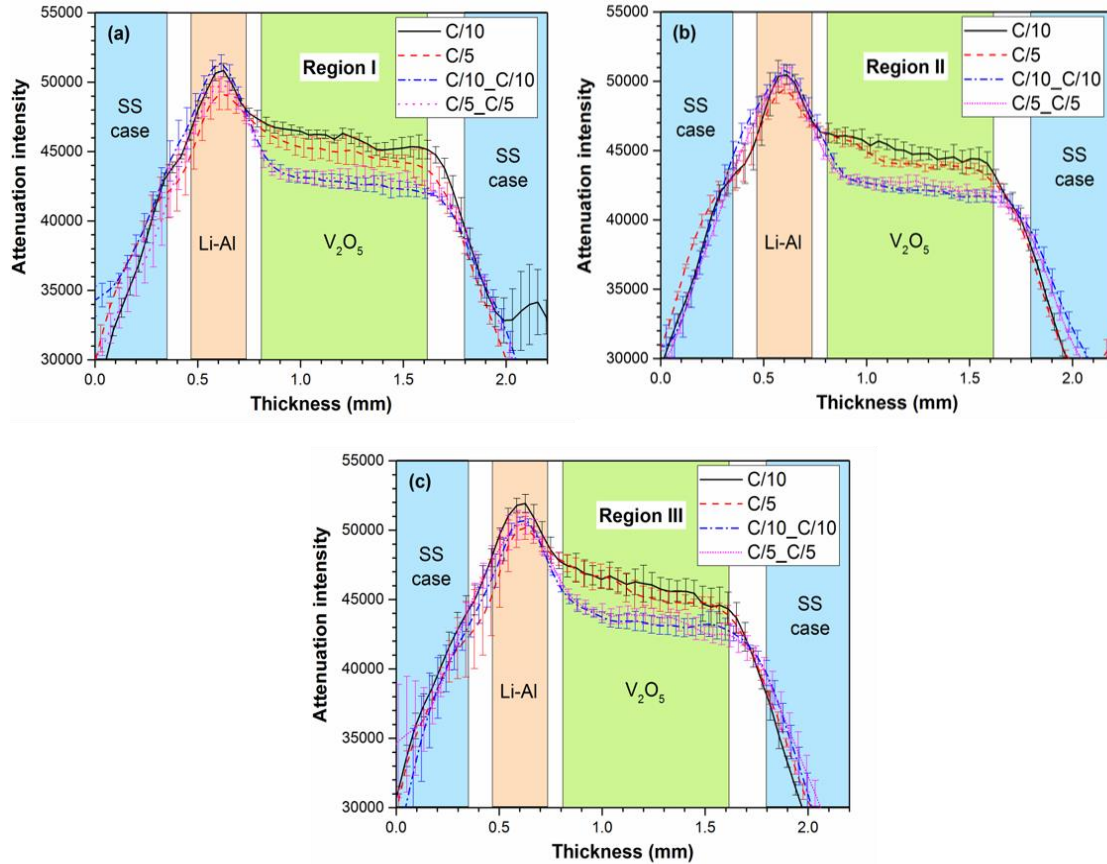 (a)
Region I
C/10
C/5
C/10_C/10
C/5_C/5
SS
case
Li-Al
V₂O₅
SS
case
Attenuation intensity
55000
50000
45000
40000
35000
30000
0.0 0.5 1.0 1.5 2.0
Thickness (mm)
(b)
Region II
C/10
C/5
C/10_C/10
C/5_C/5
SS
case
Li-Al
V₂O₅
SS
case
Attenuation intensity
55000
50000
45000
40000
35000
30000
0.0 0.5 1.0 1.5 2.0
Thickness (mm)
(c)
Region III
C/10
C/5
C/10_C/10
C/5_C/5
SS
case
Li-Al
V₂O₅
SS
case
Attenuation intensity
55000
50000
45000
40000
35000
30000
0.0 0.5 1.0 1.5 2.0
Thickness (mm)